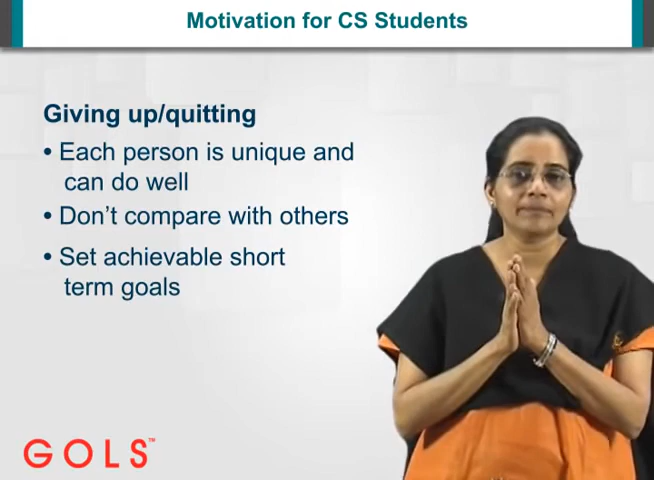 Motivation for CS Students
Giving up/quitting
• Each person is unique and
can do well
• Don't compare with others
• Set achievable short
term goals
GOLS™